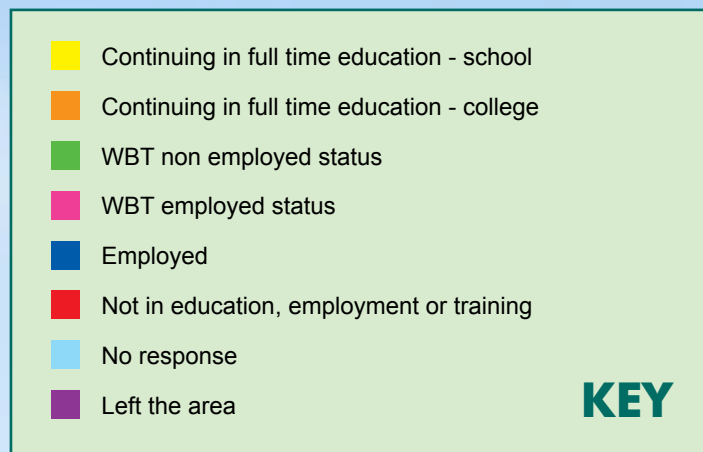 Continuing in full time education - school
Continuing in full time education - college
WBT non employed status
WBT employed status
Employed
Not in education, employment or training
No response
Left the area
KEY